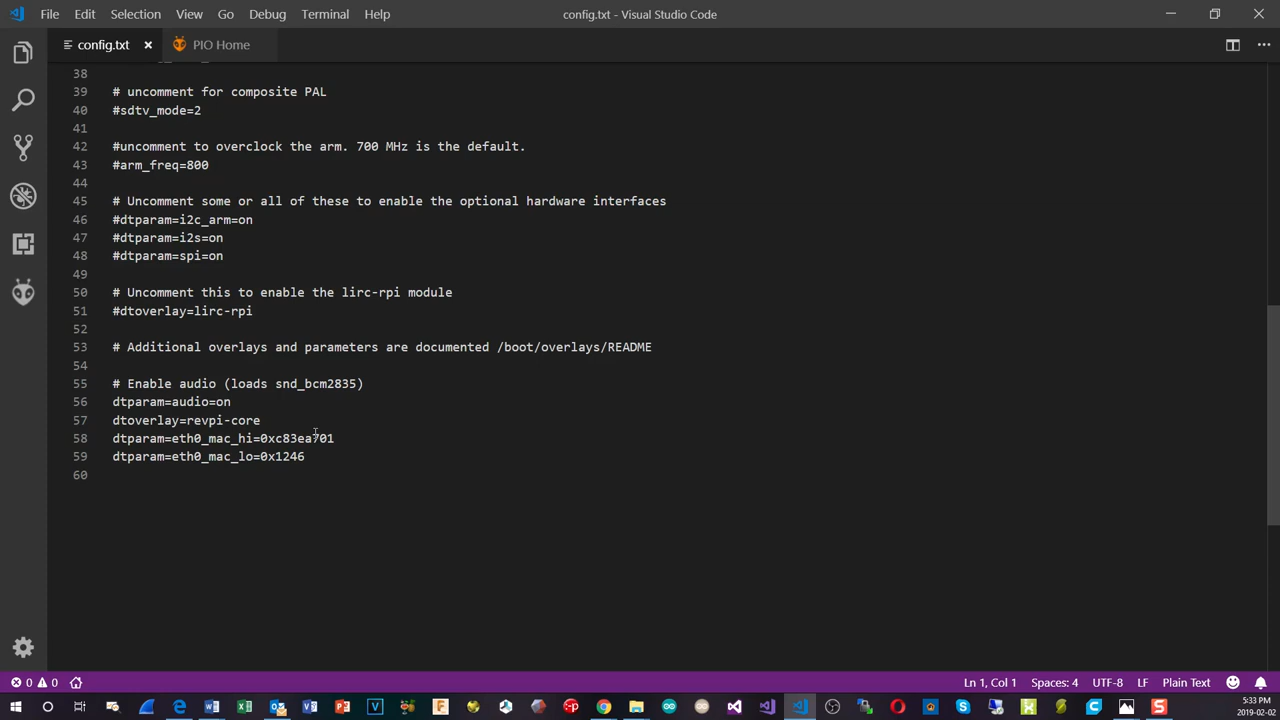 File Edit Selection View Go Debug Terminal Help config.txt - Visual Studio Code
config.txt PIO Home
38
39 # uncomment for composite PAL
40 #sdtv_mode=2
41
42 #uncomment to overclock the arm. 700 MHz is the default.
43 #arm_freq=800
44
45 # Uncomment some or all of these to enable the optional hardware interfaces
46 #dtparam=i2c_arm=on
47 #dtparam=i2s=on
48 #dtparam=spi=on
49
50 # Uncomment this to enable the lirc-rpi module
51 #dtoverlay=lirc-rpi
52
53 # Additional overlays and parameters are documented /boot/overlays/README
54
55 # Enable audio (loads snd_bcm2835)
56 dtparam=audio=on
57 dtoverlay=revpi-core
58 dtparam=eth0_mac_hi=0xc83ea701
59 dtparam=eth0_mac_lo=0x1246
60
0 0 Ln 1, Col 1 Spaces: 4 UTF-8 LF Plain Text
5:33 PM
2019-02-02